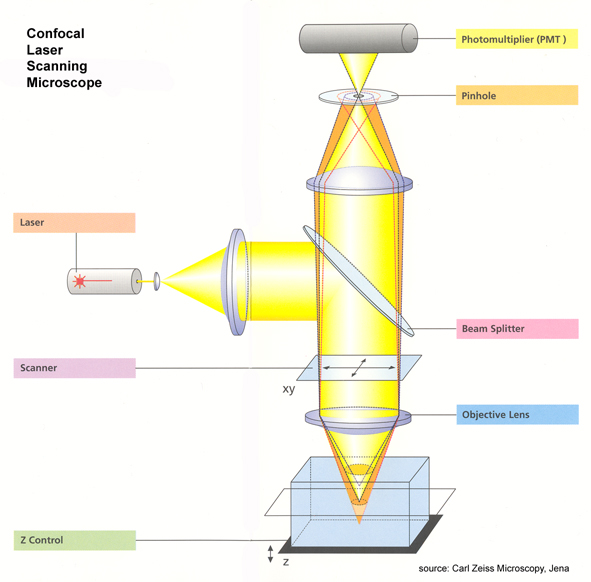 Confocal
Laser
Scanning
Microscope
Photomultiplier (PMT )
Pinhole
Laser
Beam Splitter
Scanner
xy
Objective Lens
Z Control
z
source: Carl Zeiss Microscopy, Jena